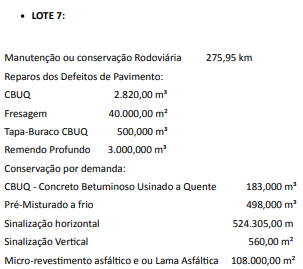 • LOTE 7:
Manutenção ou conservação Rodoviária 275,95 km
Reparos dos Defeitos de Pavimento:
CBUQ 2.820,00 m³
Fresagem 40.000,00 m²
Tapa-Buraco CBUQ 500,000 m³
Remendo Profundo 3.000,000 m³
Conservação por demanda:
CBUQ - Concreto Betuminoso Usinado a Quente 183,000 m³
Pré-Misturado a frio 498,000 m³
Sinalização horizontal 524.305,00 m
Sinalização Vertical 560,00 m²
Micro-revestimento asfáltico e ou Lama Asfáltica 108.000,00 m²